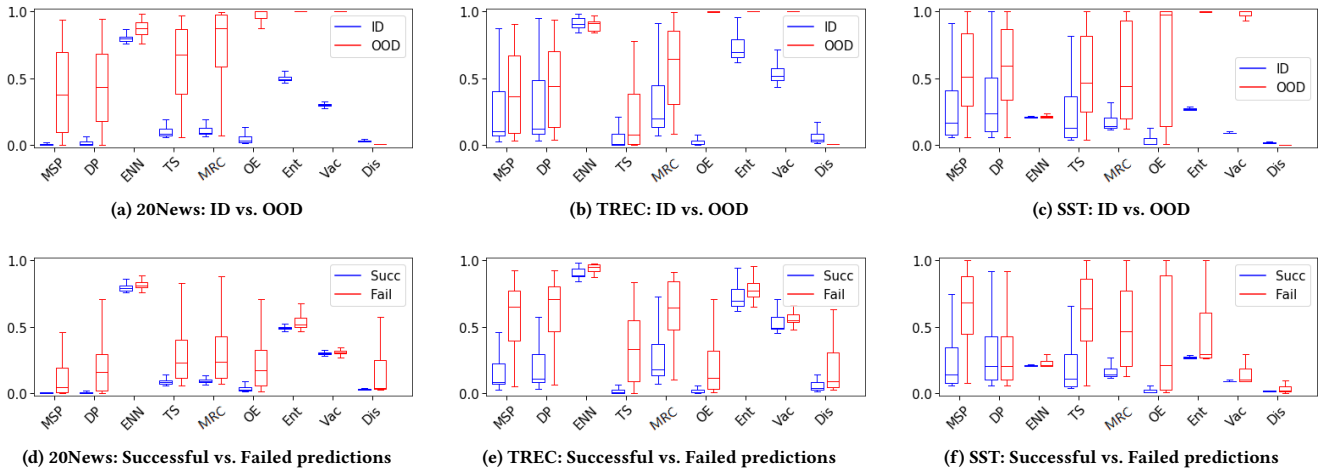 1.0
0.5
0.0
ID
OOD
MSP DP ENN TS MRC OE Ent Vac Dis
(a) 20News: ID vs. OOD
1.0
0.5
0.0
ID
OOD
MSP DP ENN TS MRC OE Ent Vac Dis
(b) TREC: ID vs. OOD
1.0
0.5
0.0
ID
OOD
MSP DP ENN TS MRC OE Ent Vac Dis
(c) SST: ID vs. OOD
1.0
0.5
0.0
Succ
Fail
MSP DP ENN TS MRC OE Ent Vac Dis
(d) 20News: Successful vs. Failed predictions
1.0
0.5
0.0
Succ
Fail
MSP DP ENN TS MRC OE Ent Vac Dis
(e) TREC: Successful vs. Failed predictions
1.0
0.5
0.0
Succ
Fail
MSP DP ENN TS MRC OE Ent Vac Dis
(f) SST: Successful vs. Failed predictions